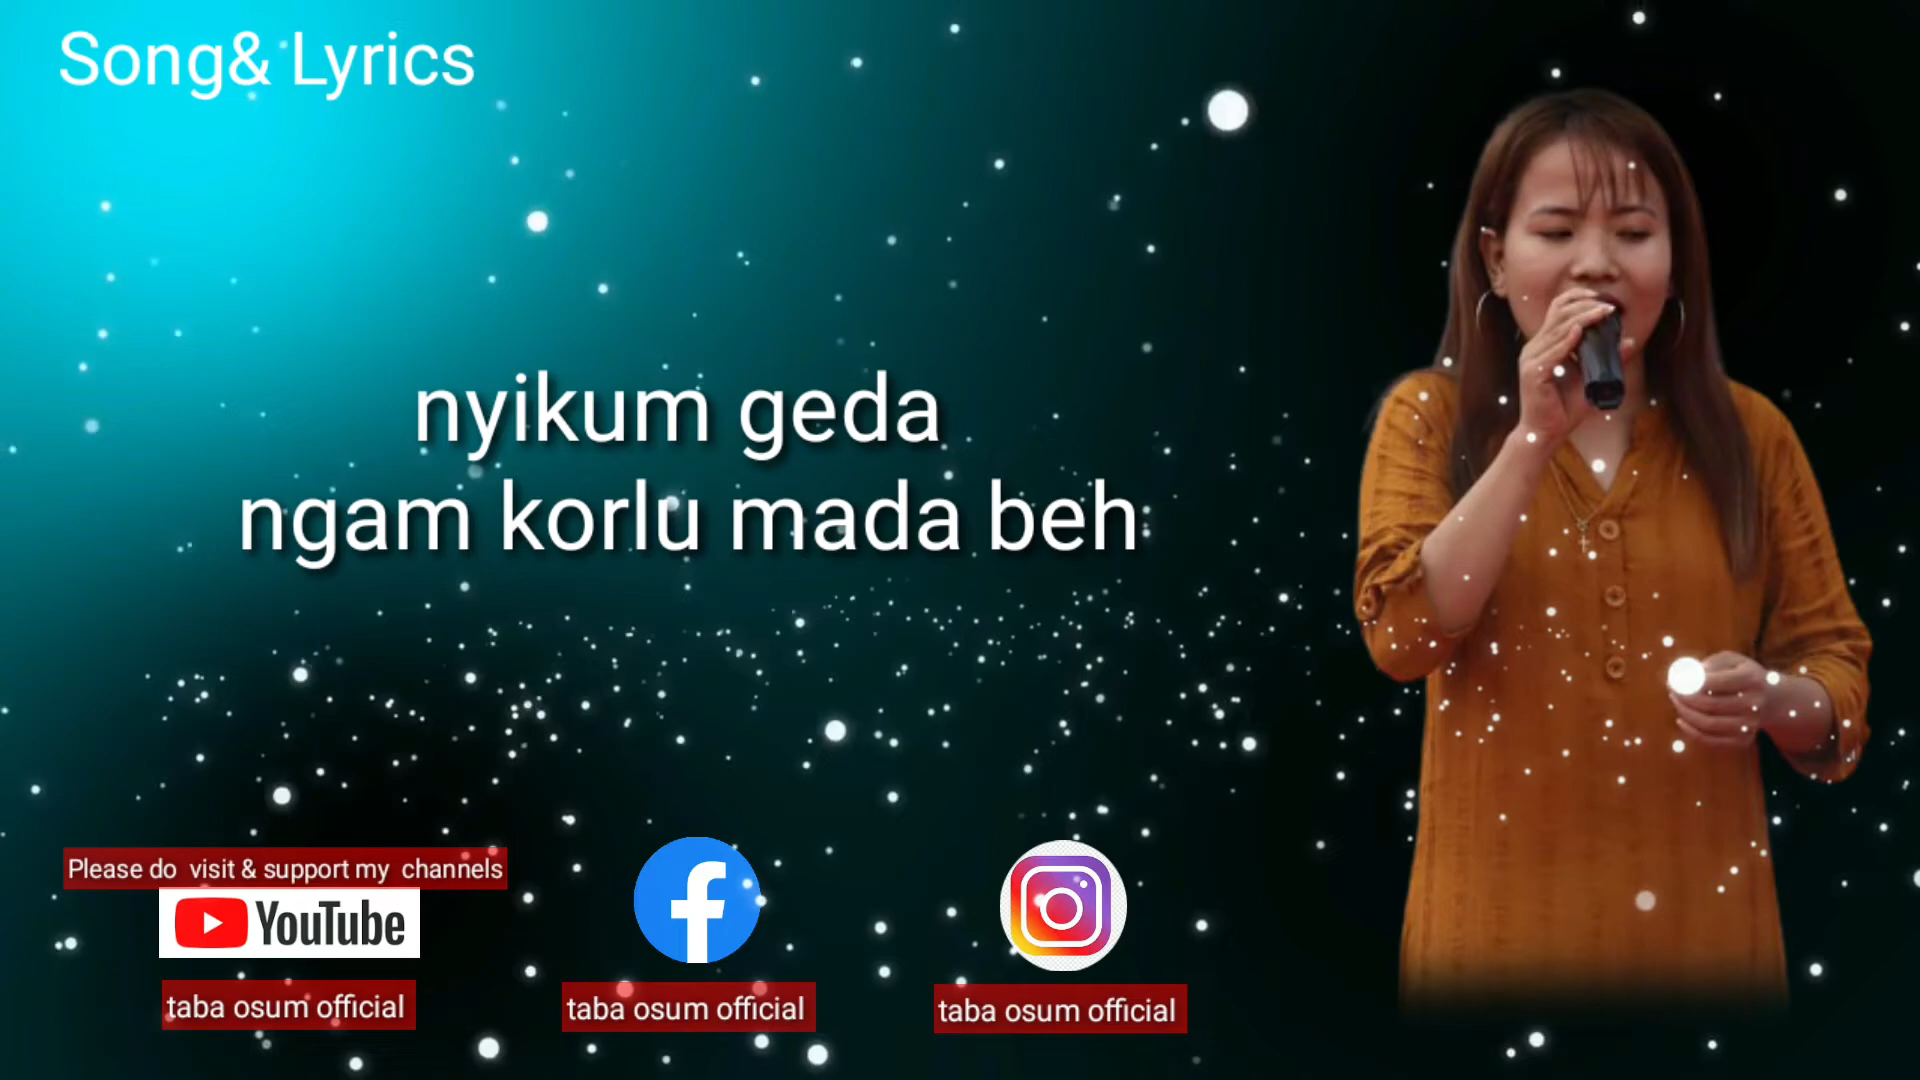 Song& Lyrics
nyikum geda
ngam korlu mada beh
Please do visit & support my channels
YouTube
taba osum official
taba osum official
taba osum official